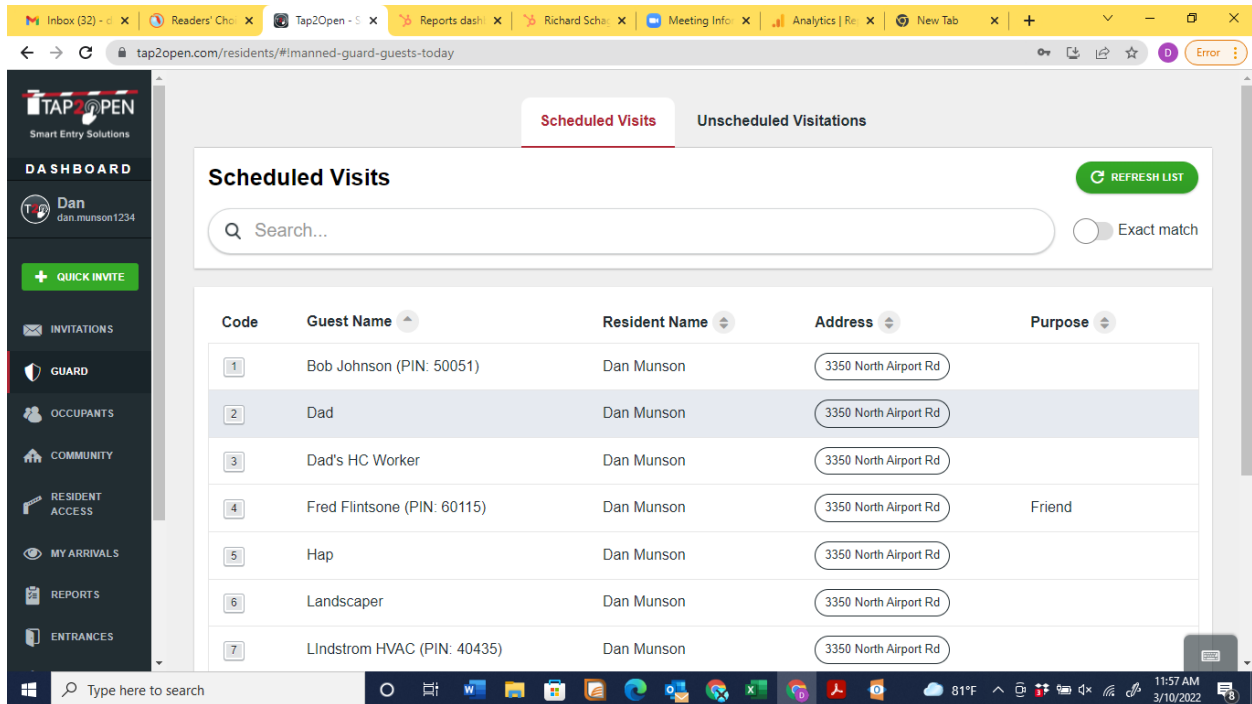 Inbox (32) - d
Readers' Cho
Tap2Open - S
Reports dash
Richard Schag
Meeting Infor
Analytics | Re
New Tab
tap2open.com/residents/#!manned-guard-guests-today
D
Error
TAP2OPEN
Smart Entry Solutions
DASHBOARD
Dan
dan.munson1234
QUICK INVITE
INVITATIONS
GUARD
OCCUPANTS
COMMUNITY
RESIDENT
ACCESS
MY ARRIVALS
REPORTS
ENTRANCES
Scheduled Visits Unscheduled Visitations
Scheduled Visits
REFRESH LIST
Search...
Exact match
Code Guest Name Resident Name Address Purpose
1 Bob Johnson (PIN: 50051) Dan Munson 3350 North Airport Rd
2 Dad Dan Munson 3350 North Airport Rd
3 Dad's HC Worker Dan Munson 3350 North Airport Rd
4 Fred Flintsone (PIN: 60115) Dan Munson 3350 North Airport Rd Friend
5 Hap Dan Munson 3350 North Airport Rd
6 Landscaper Dan Munson 3350 North Airport Rd
7 LIndstrom HVAC (PIN: 40435) Dan Munson 3350 North Airport Rd
Type here to search
81°F
11:57 AM
3/10/2022
8